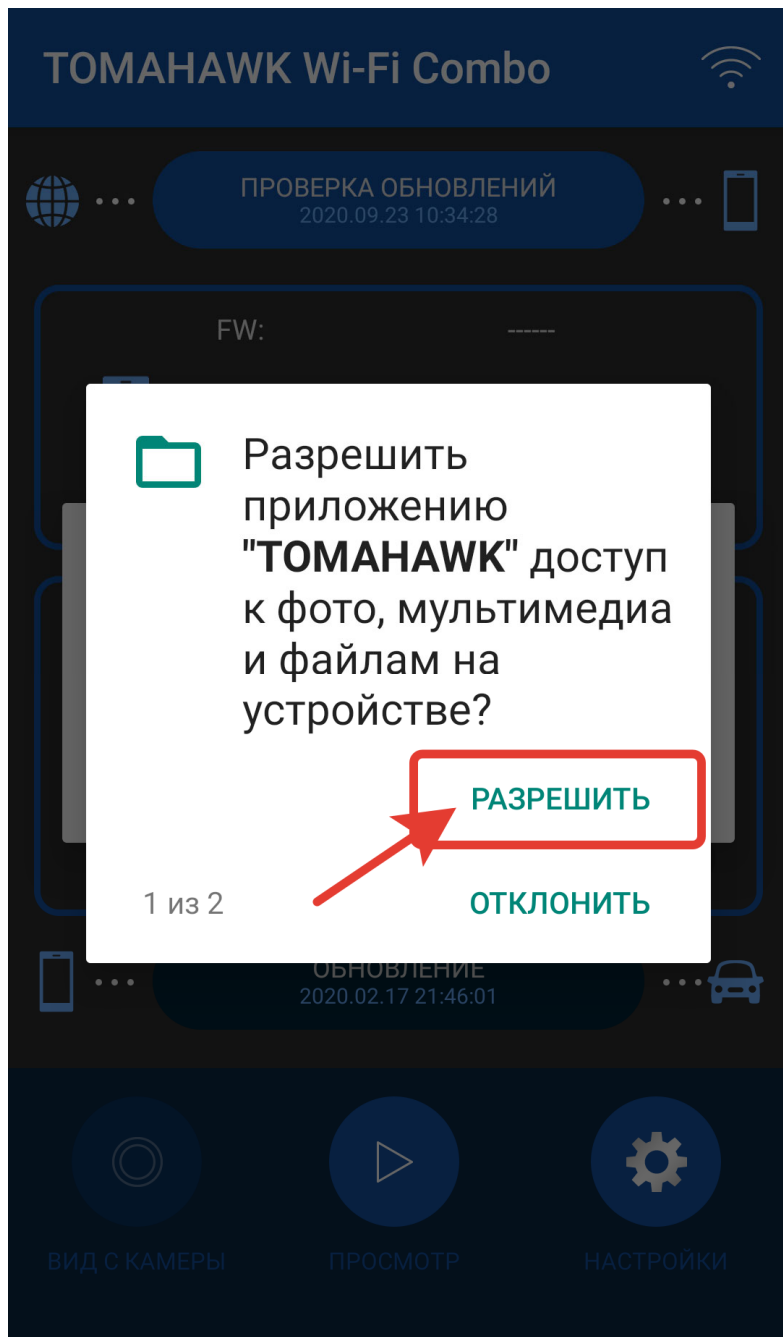 TOMAHAWK Wi-Fi Combo
ПРОВЕРКА ОБНОВЛЕНИЙ
2020.09.23 10:34:28
FW: ------
Разрешить
приложению
"TOMAHAWK" доступ
к фото, мультимедиа
и файлам на
устройстве?
РАЗРЕШИТЬ
1 из 2
ОТКЛОНИТЬ
ОБНОВЛЕНИЕ
2020.02.17 21:46:01
ВИД С КАМЕРЫ
ПРОСМОТР
НАСТРОЙКИ